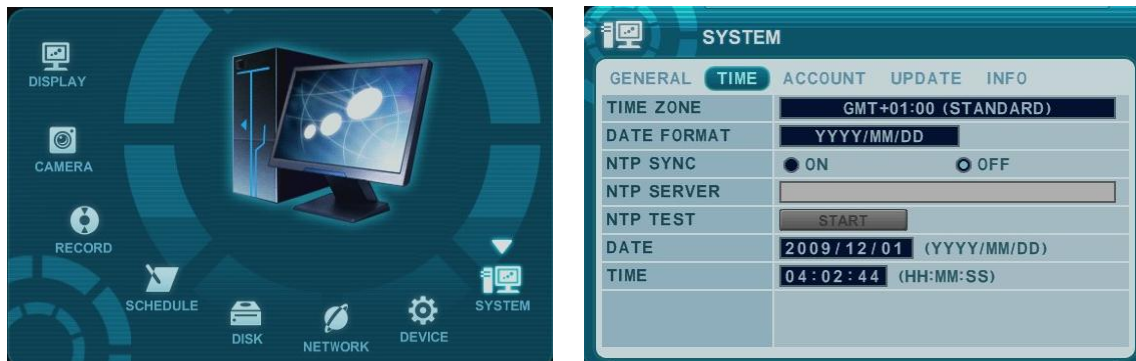 DISPLAY
CAMERA
RECORD
SCHEDULE
DISK
NETWORK
DEVICE
SYSTEM
SYSTEM
GENERAL TIME ACCOUNT UPDATE INFO
TIME ZONE GMT+01:00 (STANDARD)
DATE FORMAT YYYY/MM/DD
NTP SYNC ON OFF
NTP SERVER
NTP TEST START
DATE 2009/12/01 (YYYY/MM/DD)
TIME 04:02:44 (HH:MM:SS)